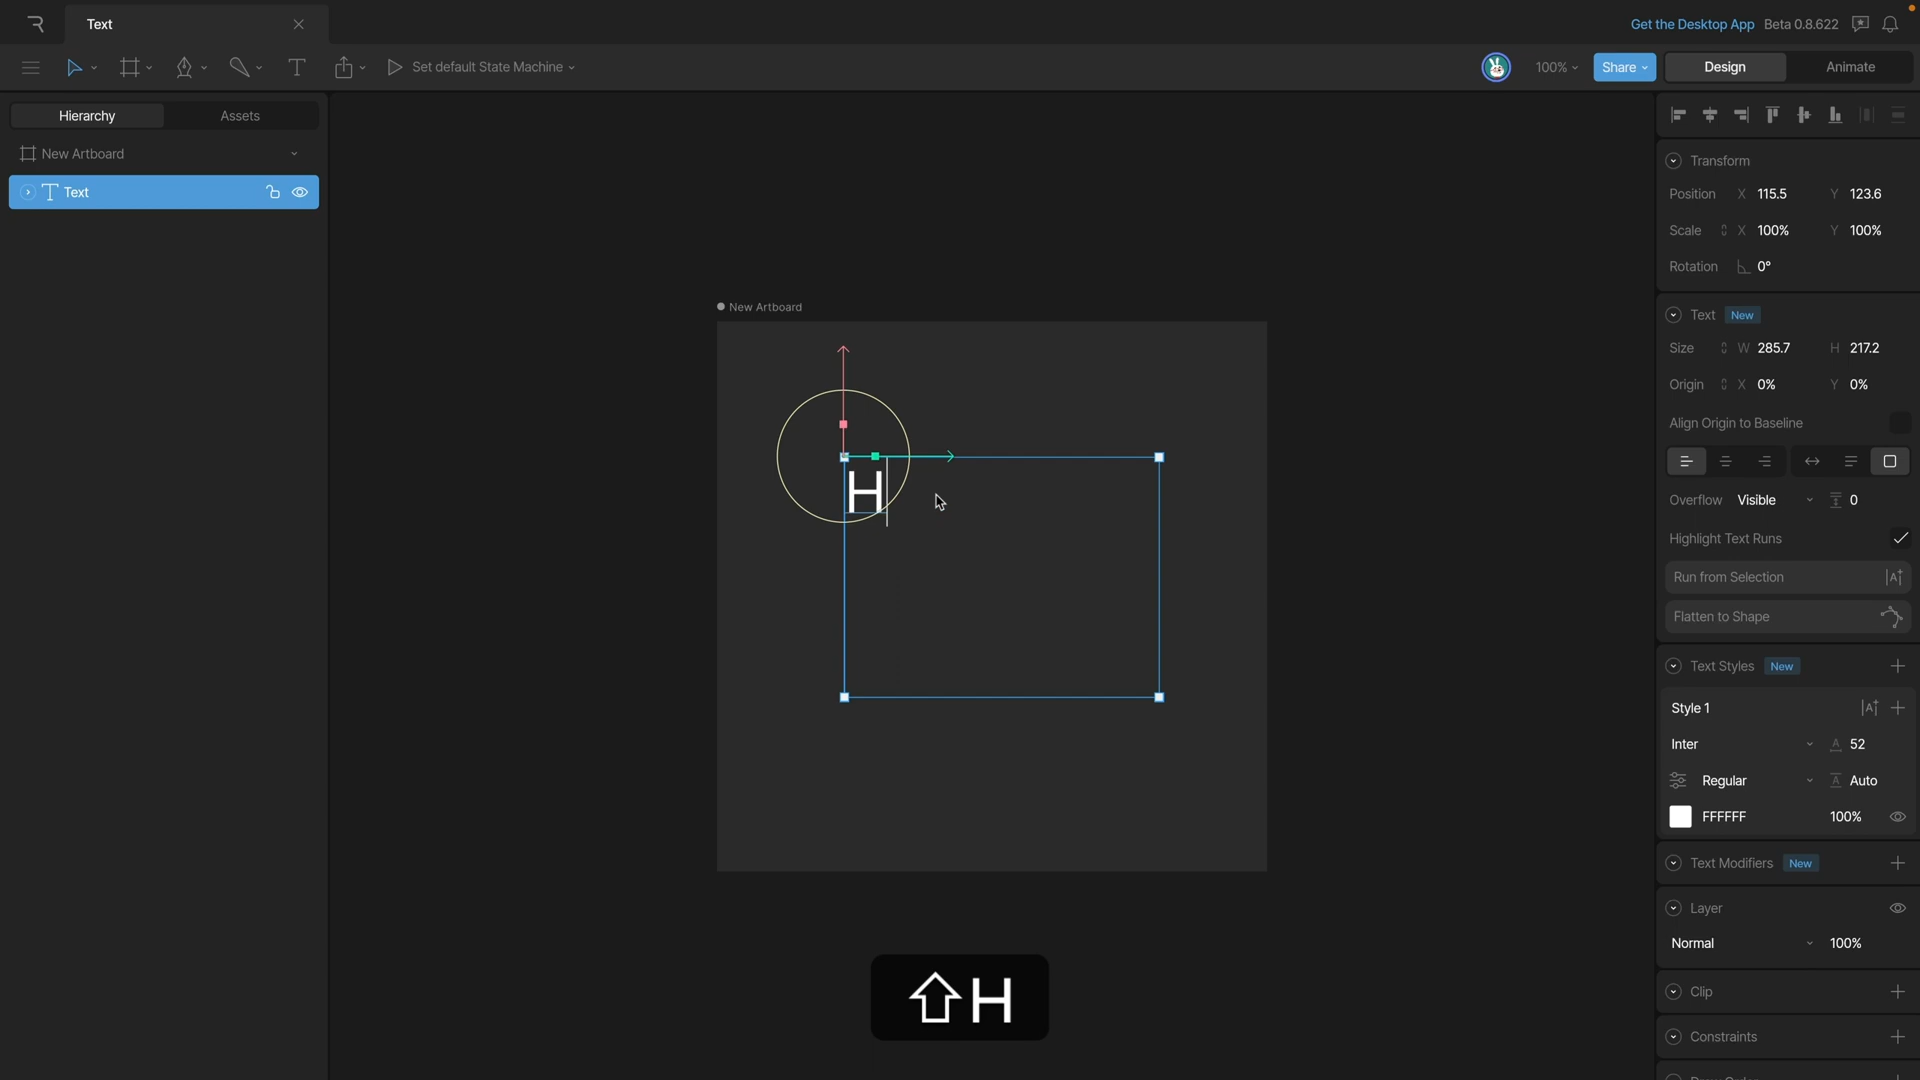 Text
Get the Desktop App Beta 0.8.622
Set default State Machine
100% Share Design Animate
Hierarchy Assets
New Artboard
Text
New Artboard
H
⇧H
Transform
Position X 115.5 Y 123.6
Scale X 100% Y 100%
Rotation 0°
Text New
Size W 285.7 H 217.2
Origin X 0% Y 0%
Align Origin to Baseline
Overflow Visible 0
Highlight Text Runs
Run from Selection
Flatten to Shape
Text Styles New
Style 1
Inter 52
Regular Auto
FFFFFF 100%
Text Modifiers New
Layer
Normal 100%
Clip
Constraints